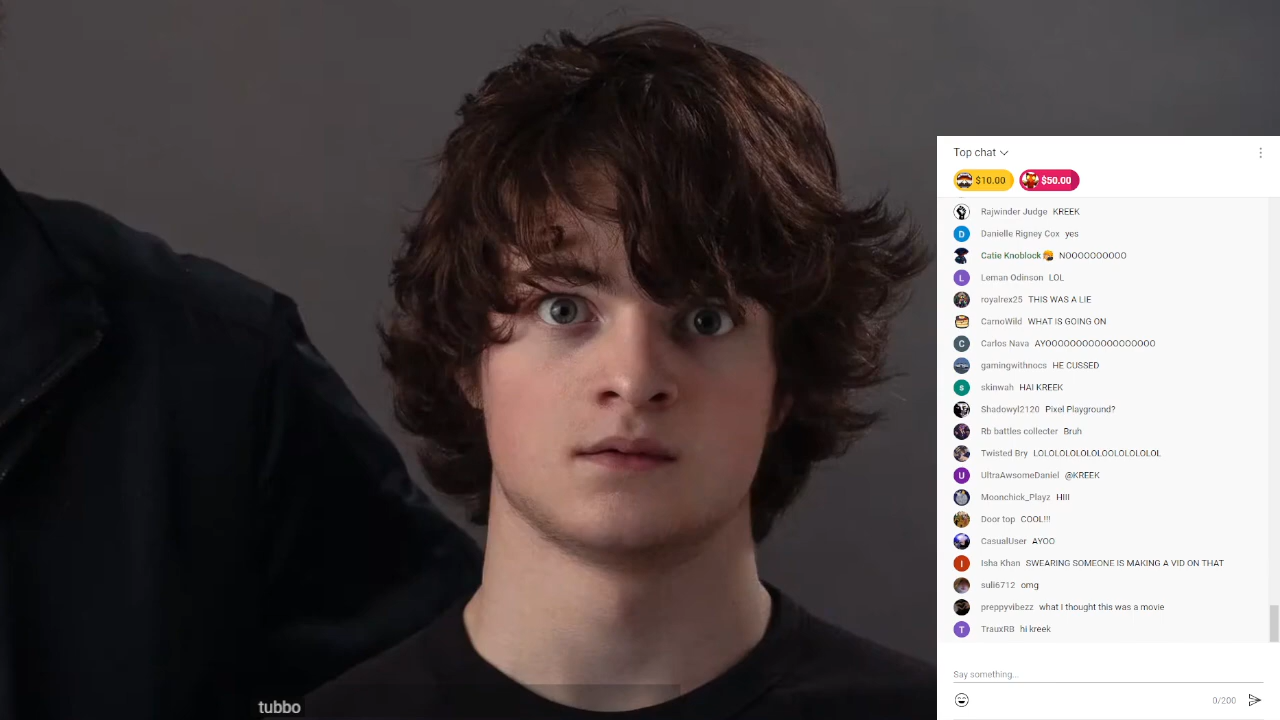 Top chat
$10.00 $50.00
Rajwinder Judge KREEK
Danielle Rigney Cox yes
Catie Knoblock NOOOOOOOOOO
Leman Odinson LOL
royalrex25 THIS WAS A LIE
CamoWild WHAT IS GOING ON
C Carlos Nava AYOOOOOOOOOOOOOOOOOO
gamingwithnocs HE CUSSED
s skinwah HAI KREEK
Shadowyl2120 Pixel Playground?
Rb battles collecter Bruh
Twisted Bry LOLOLOLOLOLOLOOLOLOLOLOL
U UltraAwsomeDaniel @KREEK
Moonchick_Playz HIII
Door top COOL!!!
CasualUser AYOO
I Isha Khan SWEARING SOMEONE IS MAKING A VID ON THAT
suli6712 omg
preppyvibezz what I thought this was a movie
T TrauxRB hi kreek
Say something...
0/200
tubbo